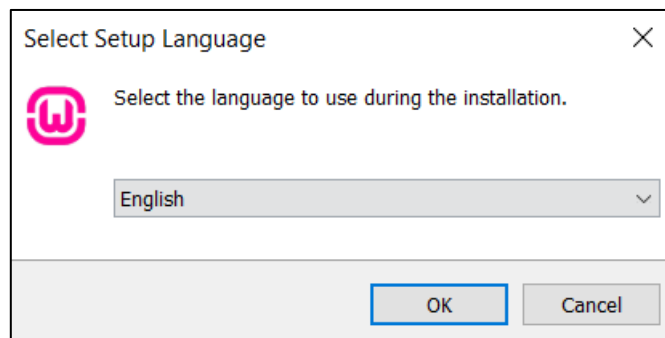 Select Setup Language
Select the language to use during the installation.
English
OK
Cancel